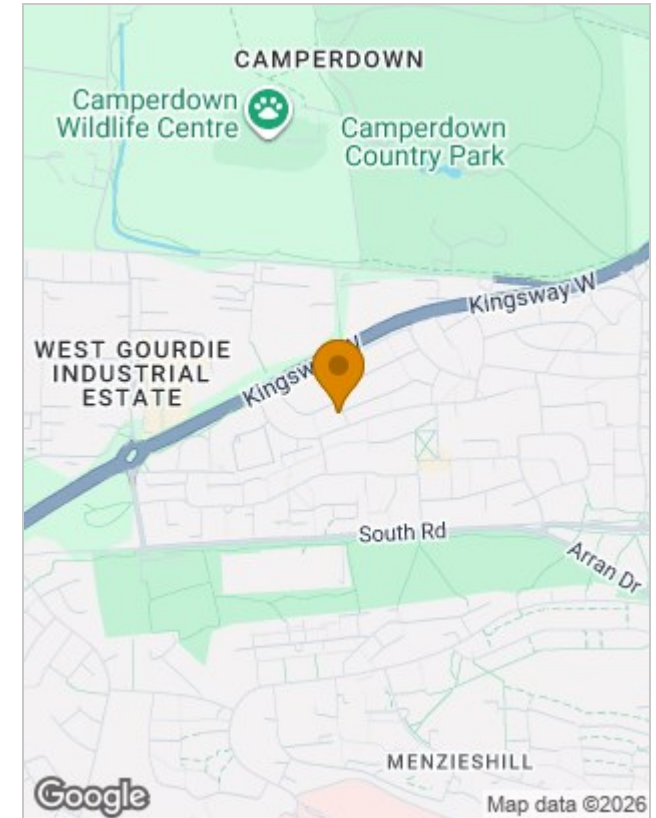 CAMPERDOWN
Camperdown
Wildlife Centre
Camperdown
Country Park
Kingsway W
WEST GOURDIE
INDUSTRIAL
ESTATE
Kingsway W
South Rd
Arran Dr
MENZIESHILL
Google
Map data ©2026